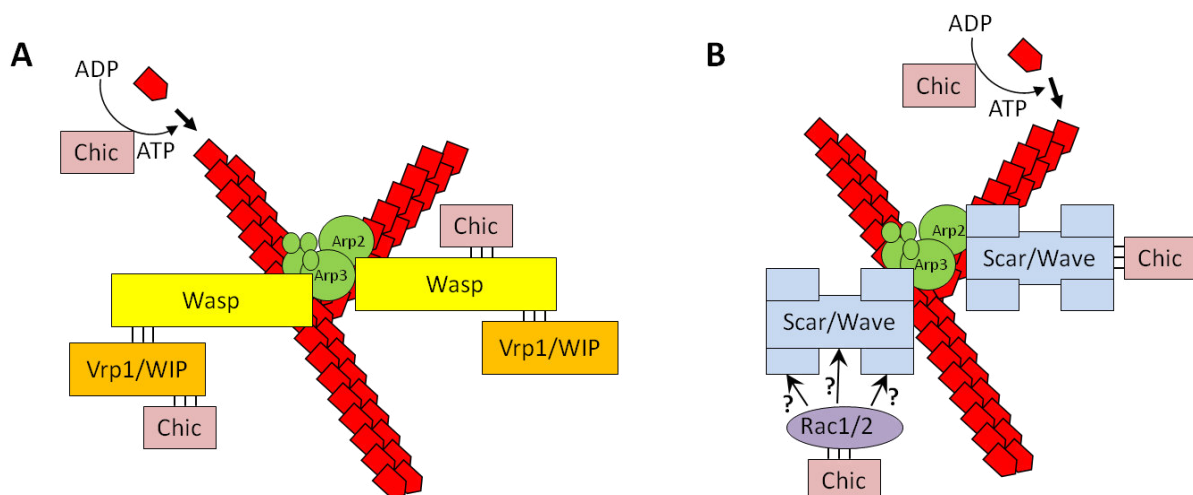 A
ADP
Chic
ATP
Arp2
Arp3
Chic
Wasp
Wasp
Vrp1/WIP
Vrp1/WIP
Chic
B
ADP
Chic
ATP
Arp2
Arp3
Scar/Wave
Chic
Scar/Wave
?
?
?
Rac1/2
Chic